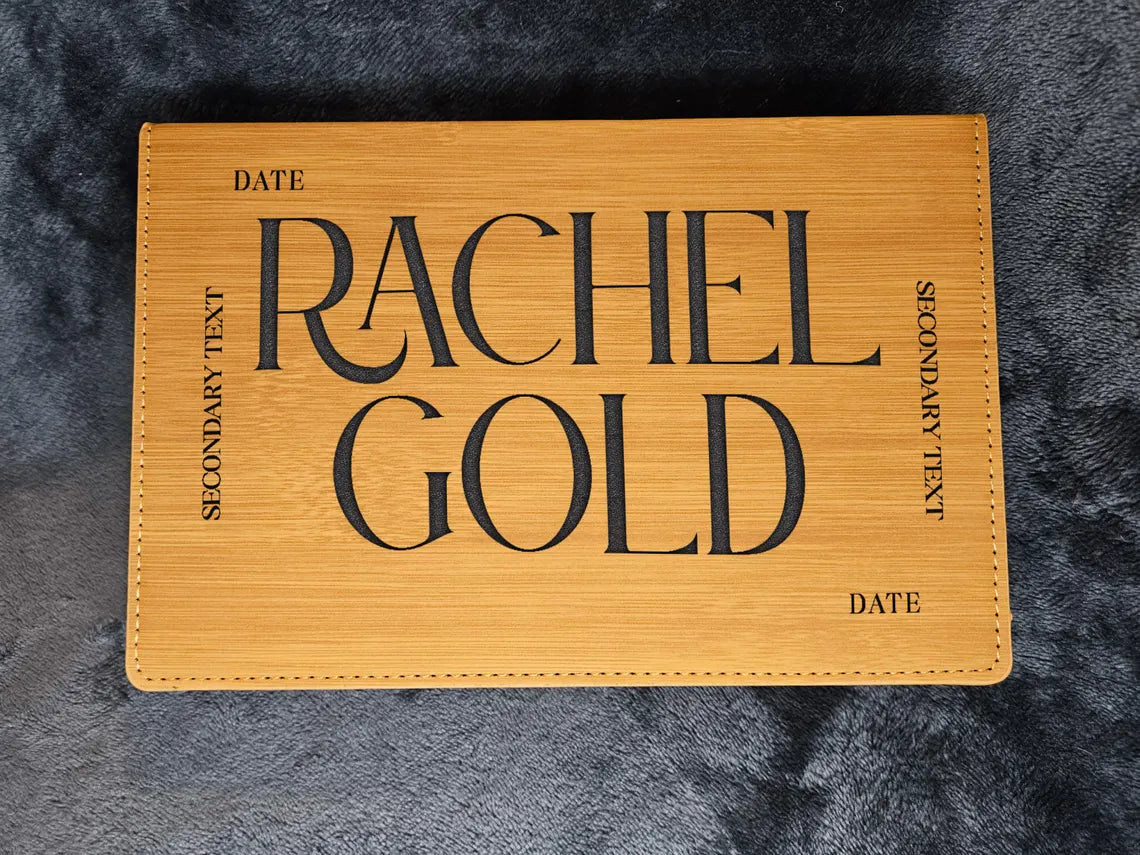 DATE
RACHEL
GOLD
SECONDARY TEXT
SECONDARY TEXT
DATE